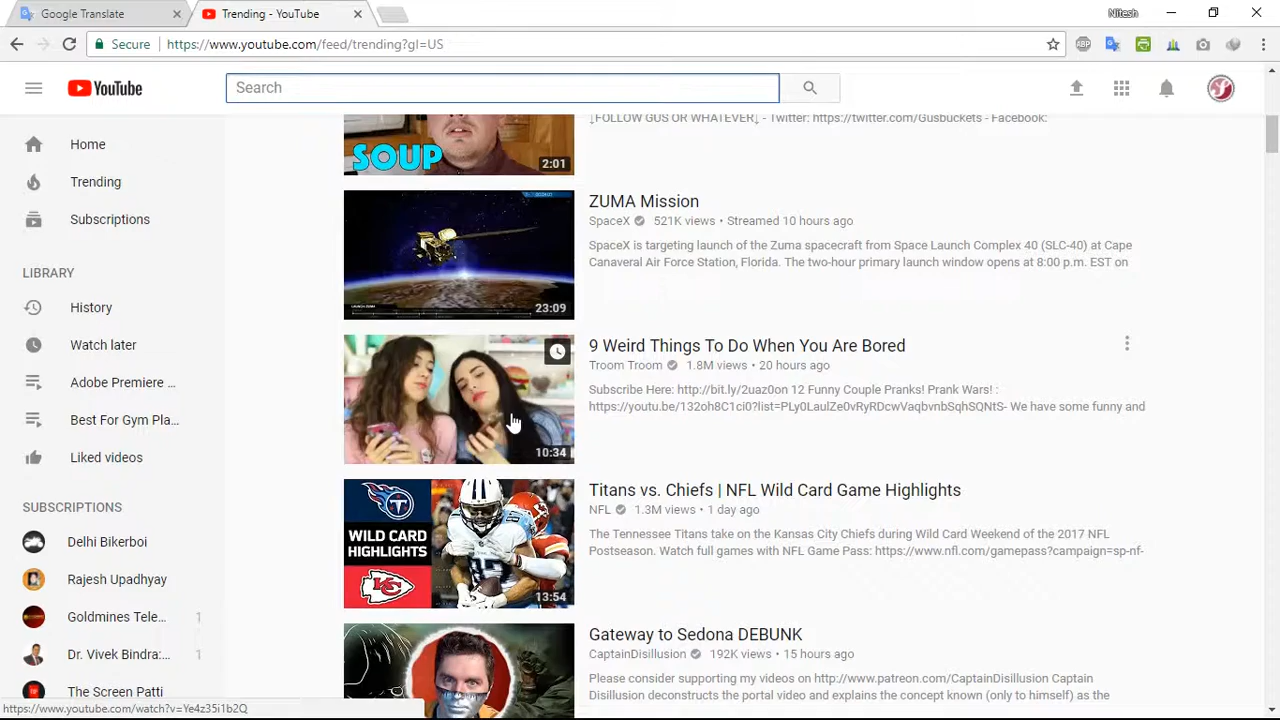 Google Translate
Trending - YouTube
Nitesh
Secure
https://www.youtube.com/feed/trending?gl=US
ABP
YouTube
Search
Home
Trending
Subscriptions
LIBRARY
History
Watch later
Adobe Premiere ...
Best For Gym Pla...
Liked videos
SUBSCRIPTIONS
Delhi Bikerboi
Rajesh Upadhyay
Goldmines Tele... 1
Dr. Vivek Bindra:... 1
The Screen Patti
↓FOLLOW GUS OR WHATEVER↓ - Twitter: https://twitter.com/Gusbuckets - Facebook:
SOUP
2:01
ZUMA Mission
SpaceX 521K views • Streamed 10 hours ago
SpaceX is targeting launch of the Zuma spacecraft from Space Launch Complex 40 (SLC-40) at Cape
Canaveral Air Force Station, Florida. The two-hour primary launch window opens at 8:00 p.m. EST on
23:09
9 Weird Things To Do When You Are Bored
Troom Troom 1.8M views • 20 hours ago
Subscribe Here: http://bit.ly/2uaz0on 12 Funny Couple Pranks! Prank Wars! :
https://youtu.be/132oh8C1ci0?list=PLy0LaulZe0vRyRDcwVaqbvnbSqhSQNtS- We have some funny and
10:34
Titans vs. Chiefs | NFL Wild Card Game Highlights
NFL 1.3M views • 1 day ago
The Tennessee Titans take on the Kansas City Chiefs during Wild Card Weekend of the 2017 NFL
Postseason. Watch full games with NFL Game Pass: https://www.nfl.com/gamepass?campaign=sp-nf-
WILD CARD
HIGHLIGHTS
KC
13:54
Gateway to Sedona DEBUNK
CaptainDisillusion 192K views • 15 hours ago
Please consider supporting my videos on http://www.patreon.com/CaptainDisillusion Captain
Disillusion deconstructs the portal video and explains the concept known (only to himself) as the
https://www.youtube.com/watch?v=Ye4z35i1b2Q